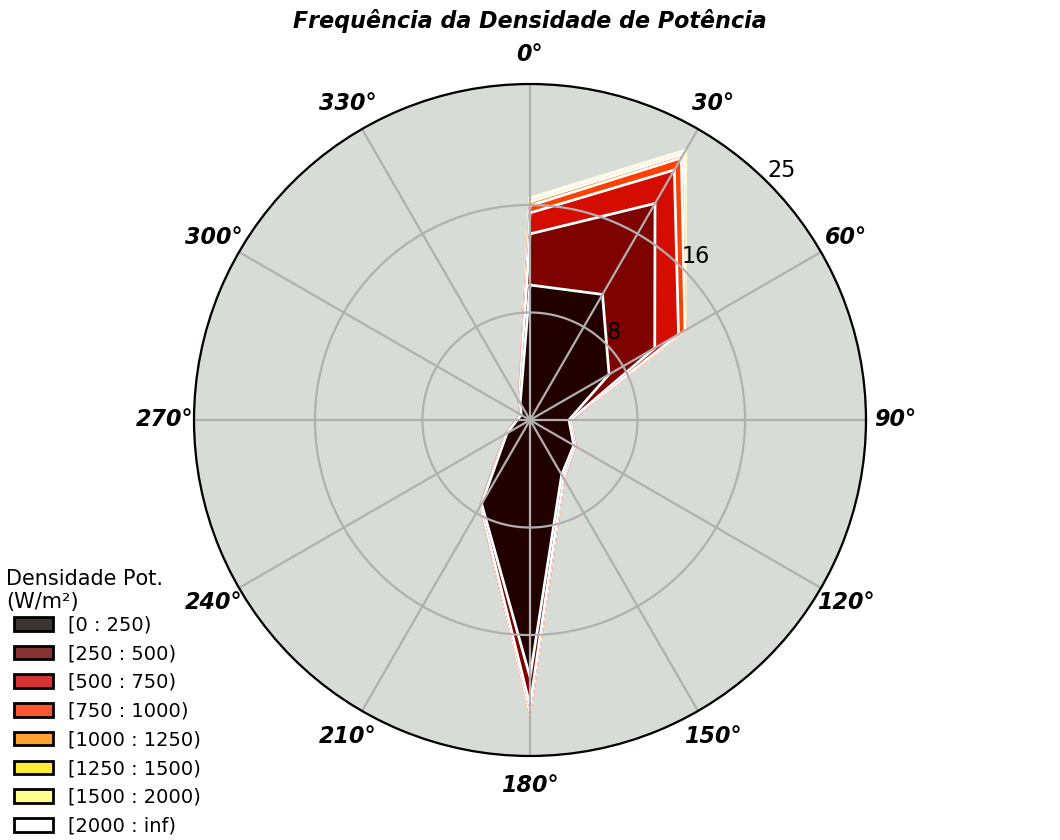 Frequência da Densidade de Potência
0°
330°
30°
25
300°
60°
16
8
270°
90°
240°
120°
210°
150°
180°
Densidade Pot.
(W/m²)
[0 : 250)
[250 : 500)
[500 : 750)
[750 : 1000)
[1000 : 1250)
[1250 : 1500)
[1500 : 2000)
[2000 : inf)